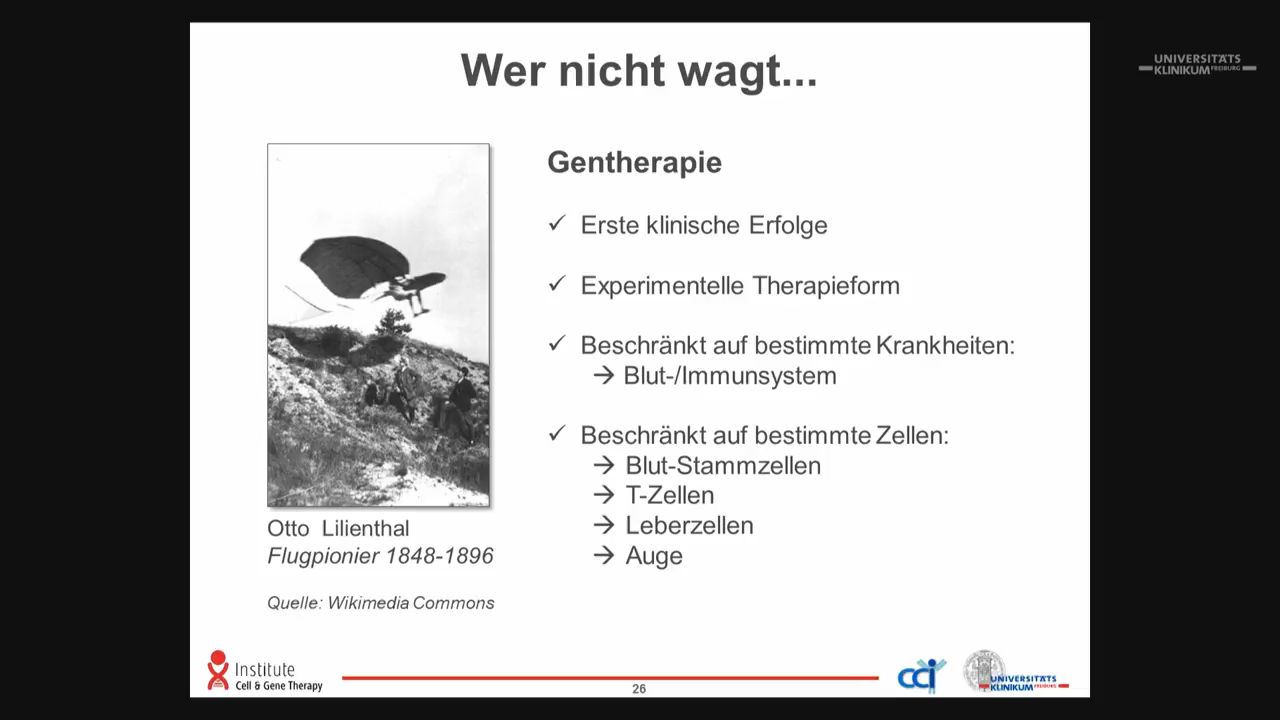 Wer nicht wagt...
UNIVERSITÄTS
KLINIKUM FREIBURG
Gentherapie
✓ Erste klinische Erfolge
✓ Experimentelle Therapieform
✓ Beschränkt auf bestimmte Krankheiten:
→ Blut-/Immunsystem
✓ Beschränkt auf bestimmte Zellen:
→ Blut-Stammzellen
→ T-Zellen
→ Leberzellen
→ Auge
Otto Lilienthal
Flugpionier 1848-1896
Quelle: Wikimedia Commons
Institute
Cell & Gene Therapy
26
cci
UNIVERSITÄTS
KLINIKUM FREIBURG